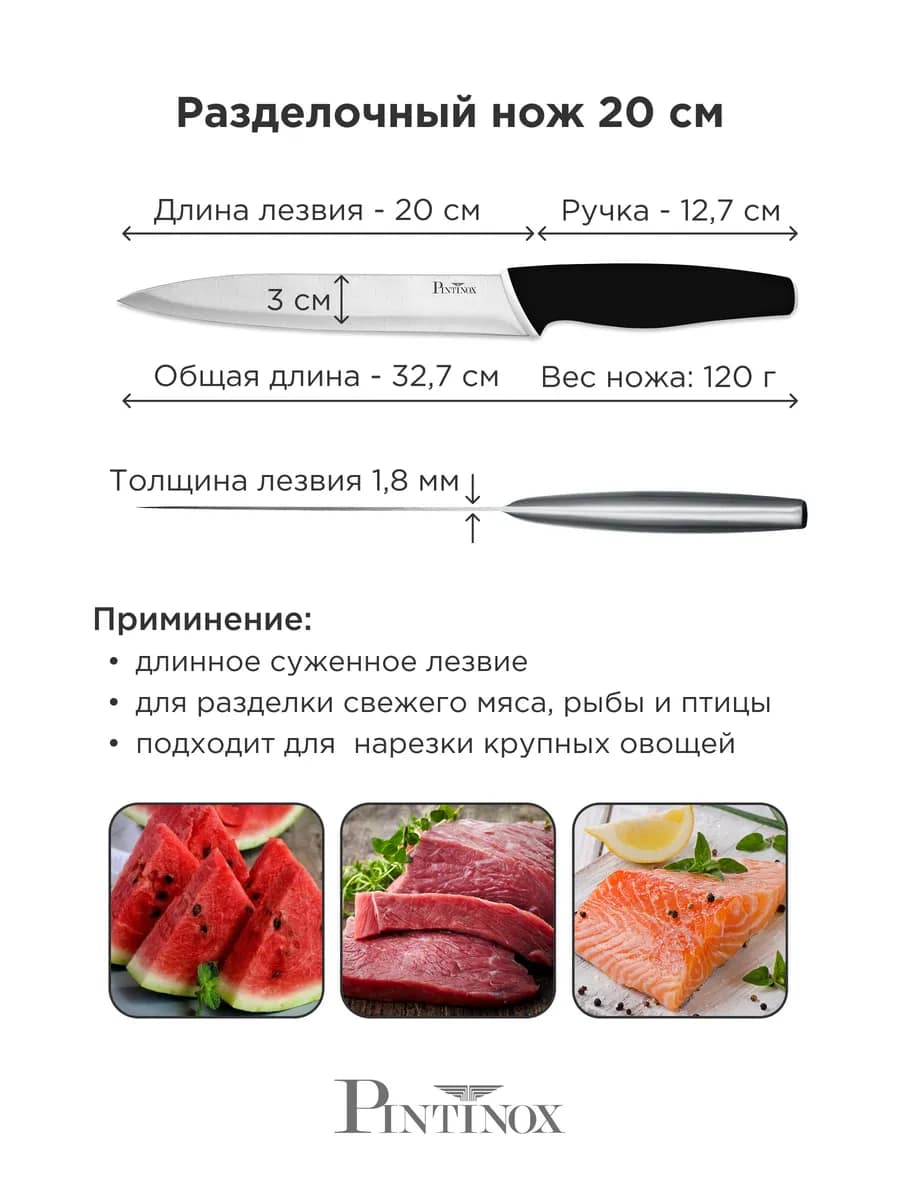 Разделочный нож 20 см
Длина лезвия - 20 см
Ручка - 12,7 см
3 см
PINTINOX
Общая длина - 32,7 см
Вес ножа: 120 г
Толщина лезвия 1,8 мм
Приминение:
• длинное суженное лезвие
• для разделки свежего мяса, рыбы и птицы
• подходит для  нарезки крупных овощей
PINTINOX